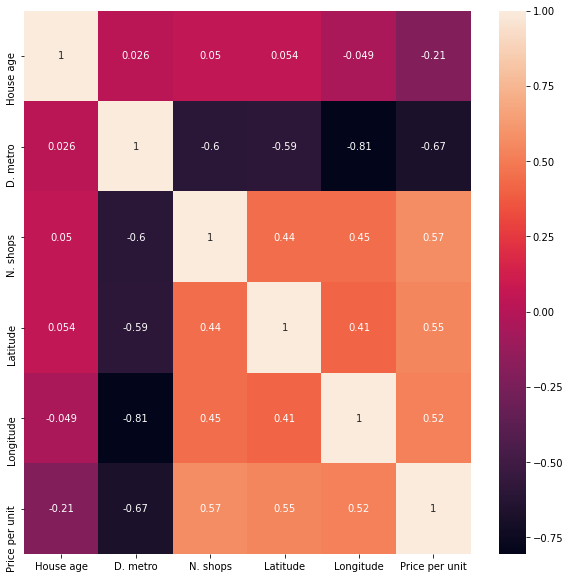 House age 1 0.026 0.05 0.054 -0.049 -0.21
D. metro 0.026 1 -0.6 -0.59 -0.81 -0.67
N. shops 0.05 -0.6 1 0.44 0.45 0.57
Latitude 0.054 -0.59 0.44 1 0.41 0.55
Longitude -0.049 -0.81 0.45 0.41 1 0.52
Price per unit -0.21 -0.67 0.57 0.55 0.52 1
House age D. metro N. shops Latitude Longitude Price per unit
1.00
0.75
0.50
0.25
0.00
-0.25
-0.50
-0.75